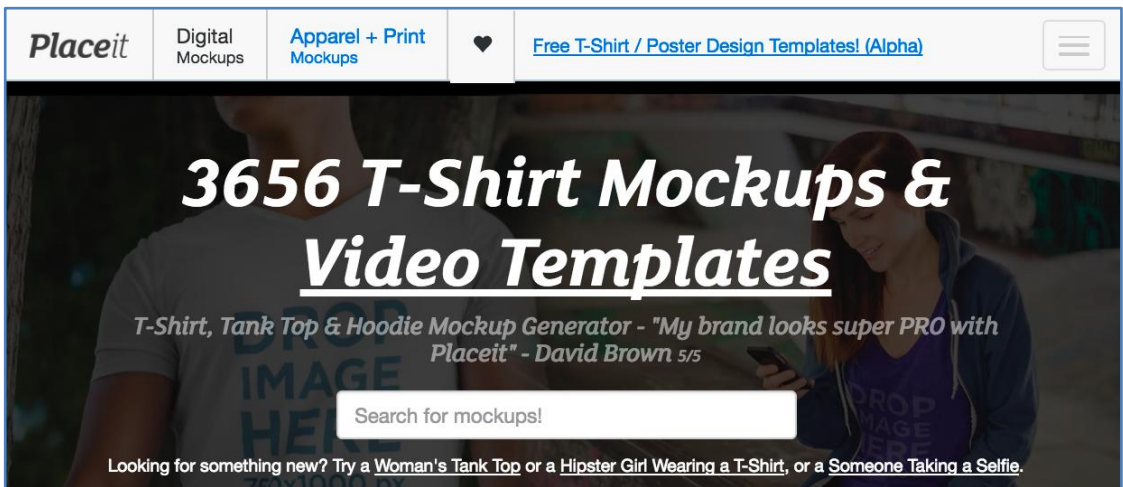 Placeit
Digital
Mockups
Apparel + Print
Mockups
Free T-Shirt / Poster Design Templates! (Alpha)
3656 T-Shirt Mockups &
Video Templates
T-Shirt, Tank Top & Hoodie Mockup Generator - "My brand looks super PRO with
Placeit" - David Brown 5/5
DROP
IMAGE
HERE
750x1000 px
DROP
IMAGE
HERE
Search for mockups!
Looking for something new? Try a Woman's Tank Top or a Hipster Girl Wearing a T-Shirt, or a Someone Taking a Selfie.